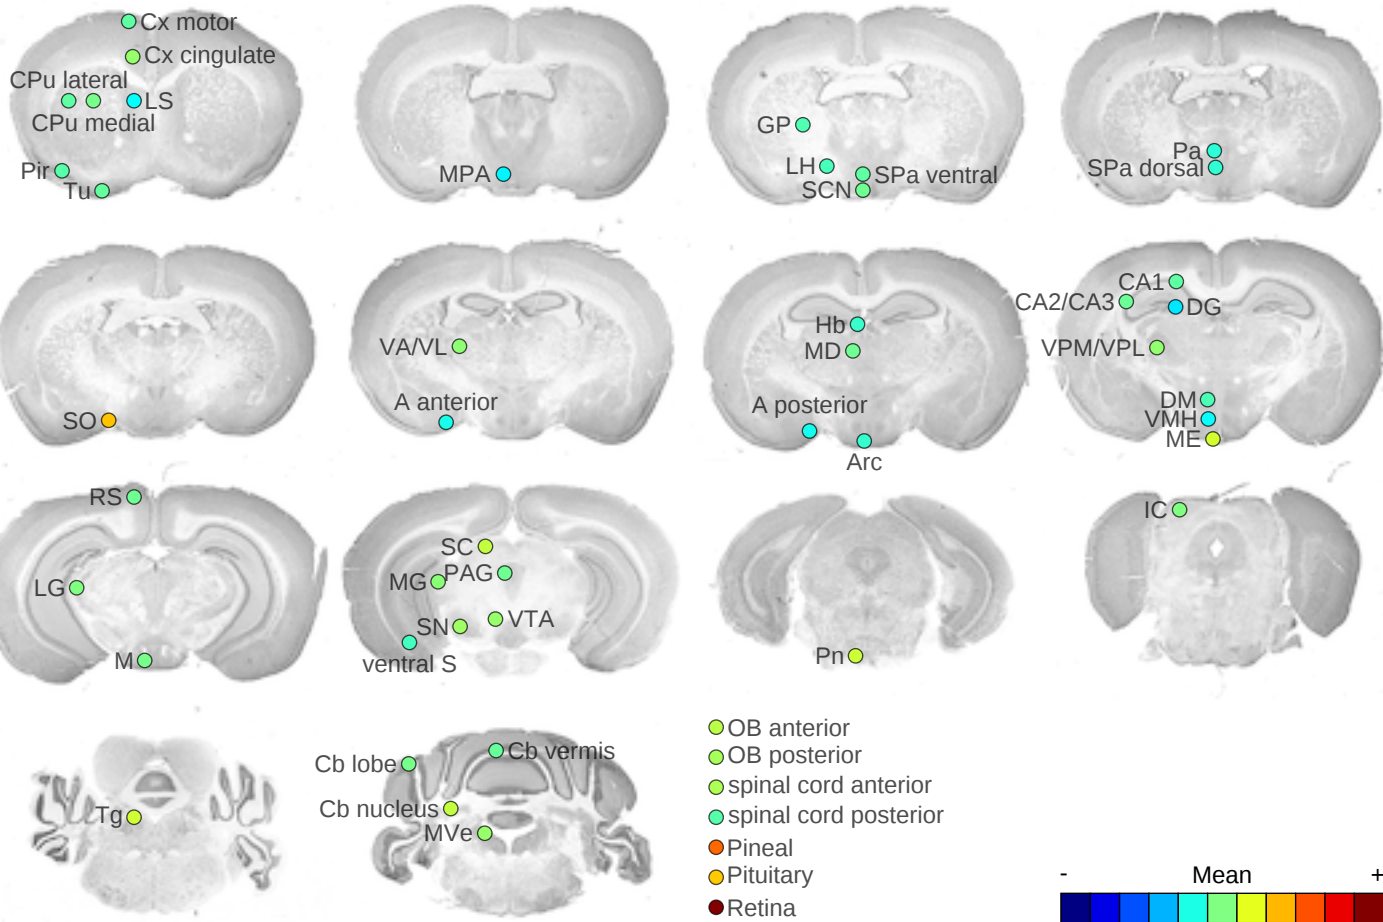 Cx motor
Cx cingulate
CPu lateral
LS
CPu medial
Pir
Tu
MPA
GP
LH
SPa ventral
SCN
Pa
SPa dorsal
SO
VA/VL
A anterior
Hb
MD
A posterior
Arc
CA1
CA2/CA3
DG
VPM/VPL
DM
VMH
ME
RS
LG
M
SC
MG
PAG
SN
VTA
ventral S
Pn
IC
Tg
Cb lobe
Cb vermis
Cb nucleus
MVe
OB anterior
OB posterior
spinal cord anterior
spinal cord posterior
Pineal
Pituitary
Retina
- Mean +